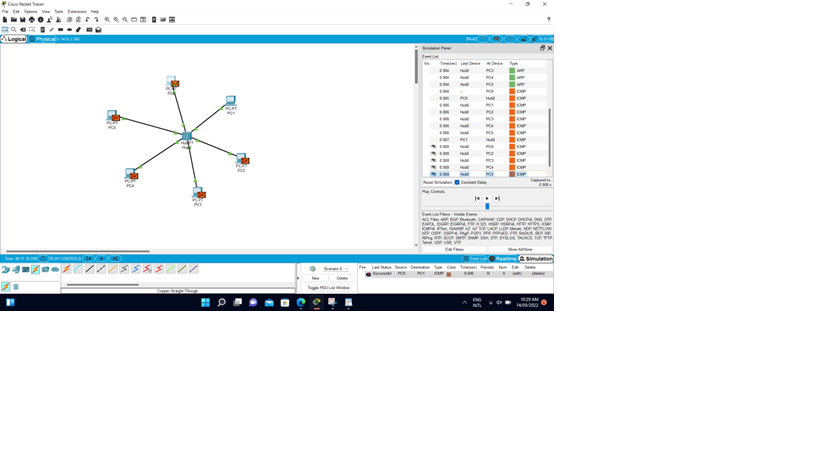 Cisco Packet Tracer
File Edit Options View Tools Extensions Help
Logical Physical
[Root]
Simulation Panel
Event List
Vis. Time(sec) Last Device At Device Type
0.004 Hub0 PC3 ARP
0.004 Hub0 PC4 ARP
0.004 Hub0 PC5 ARP
0.004 -- PC0 ICMP
0.005 PC0 Hub0 ICMP
0.006 Hub0 PC1 ICMP
0.006 Hub0 PC2 ICMP
0.006 Hub0 PC3 ICMP
0.006 Hub0 PC4 ICMP
0.006 Hub0 PC5 ICMP
0.007 PC1 Hub0 ICMP
0.008 Hub0 PC0 ICMP
0.008 Hub0 PC2 ICMP
0.008 Hub0 PC3 ICMP
0.008 Hub0 PC4 ICMP
0.008 Hub0 PC5 ICMP
Reset Simulation Constant Delay Captured to:
0.008 s
Play Controls
PC-PT
PC1
PC-PT
PC5
PC-PT
PC2
PC-PT
PC4
PC-PT
PC3
Event List Filters - Visible Events
ACL Filter, ARP, BGP, Bluetooth, CAPWAP, CDP, DHCP, DHCPv6, DNS, DTP,
EAPOL, EIGRP, EIGRPv6, FTP, H.323, HSRP, HSRPv6, HTTP, HTTPS, ICMP,
ICMPv6, IPSec, ISAKMP, IoT, IoT TCP, LACP, LLDP, Meraki, NDP, NETFLOW,
NTP, OSPF, OSPFv6, PAgP, POP3, PPP, PPPoED, PTP, RADIUS, REP, RIP,
RIPng, RTP, SCCP, SMTP, SNMP, SSH, STP, SYSLOG, TACACS, TCP, TFTP,
Telnet, UDP, USB, VTP
Edit Filters Show All/None
PLAY CONTROLS:
Event List Realtime Simulation
Scenario 0
New Delete
Toggle PDU List Window
Fire Last Status Source Destination Type Color Time(sec) Periodic Num Edit Delete
Successful PC0 PC1 ICMP 0.000 N 0 (edit) (delete)
Copper Straight-Through
ENG
INTL
10:29 AM
14/09/2022